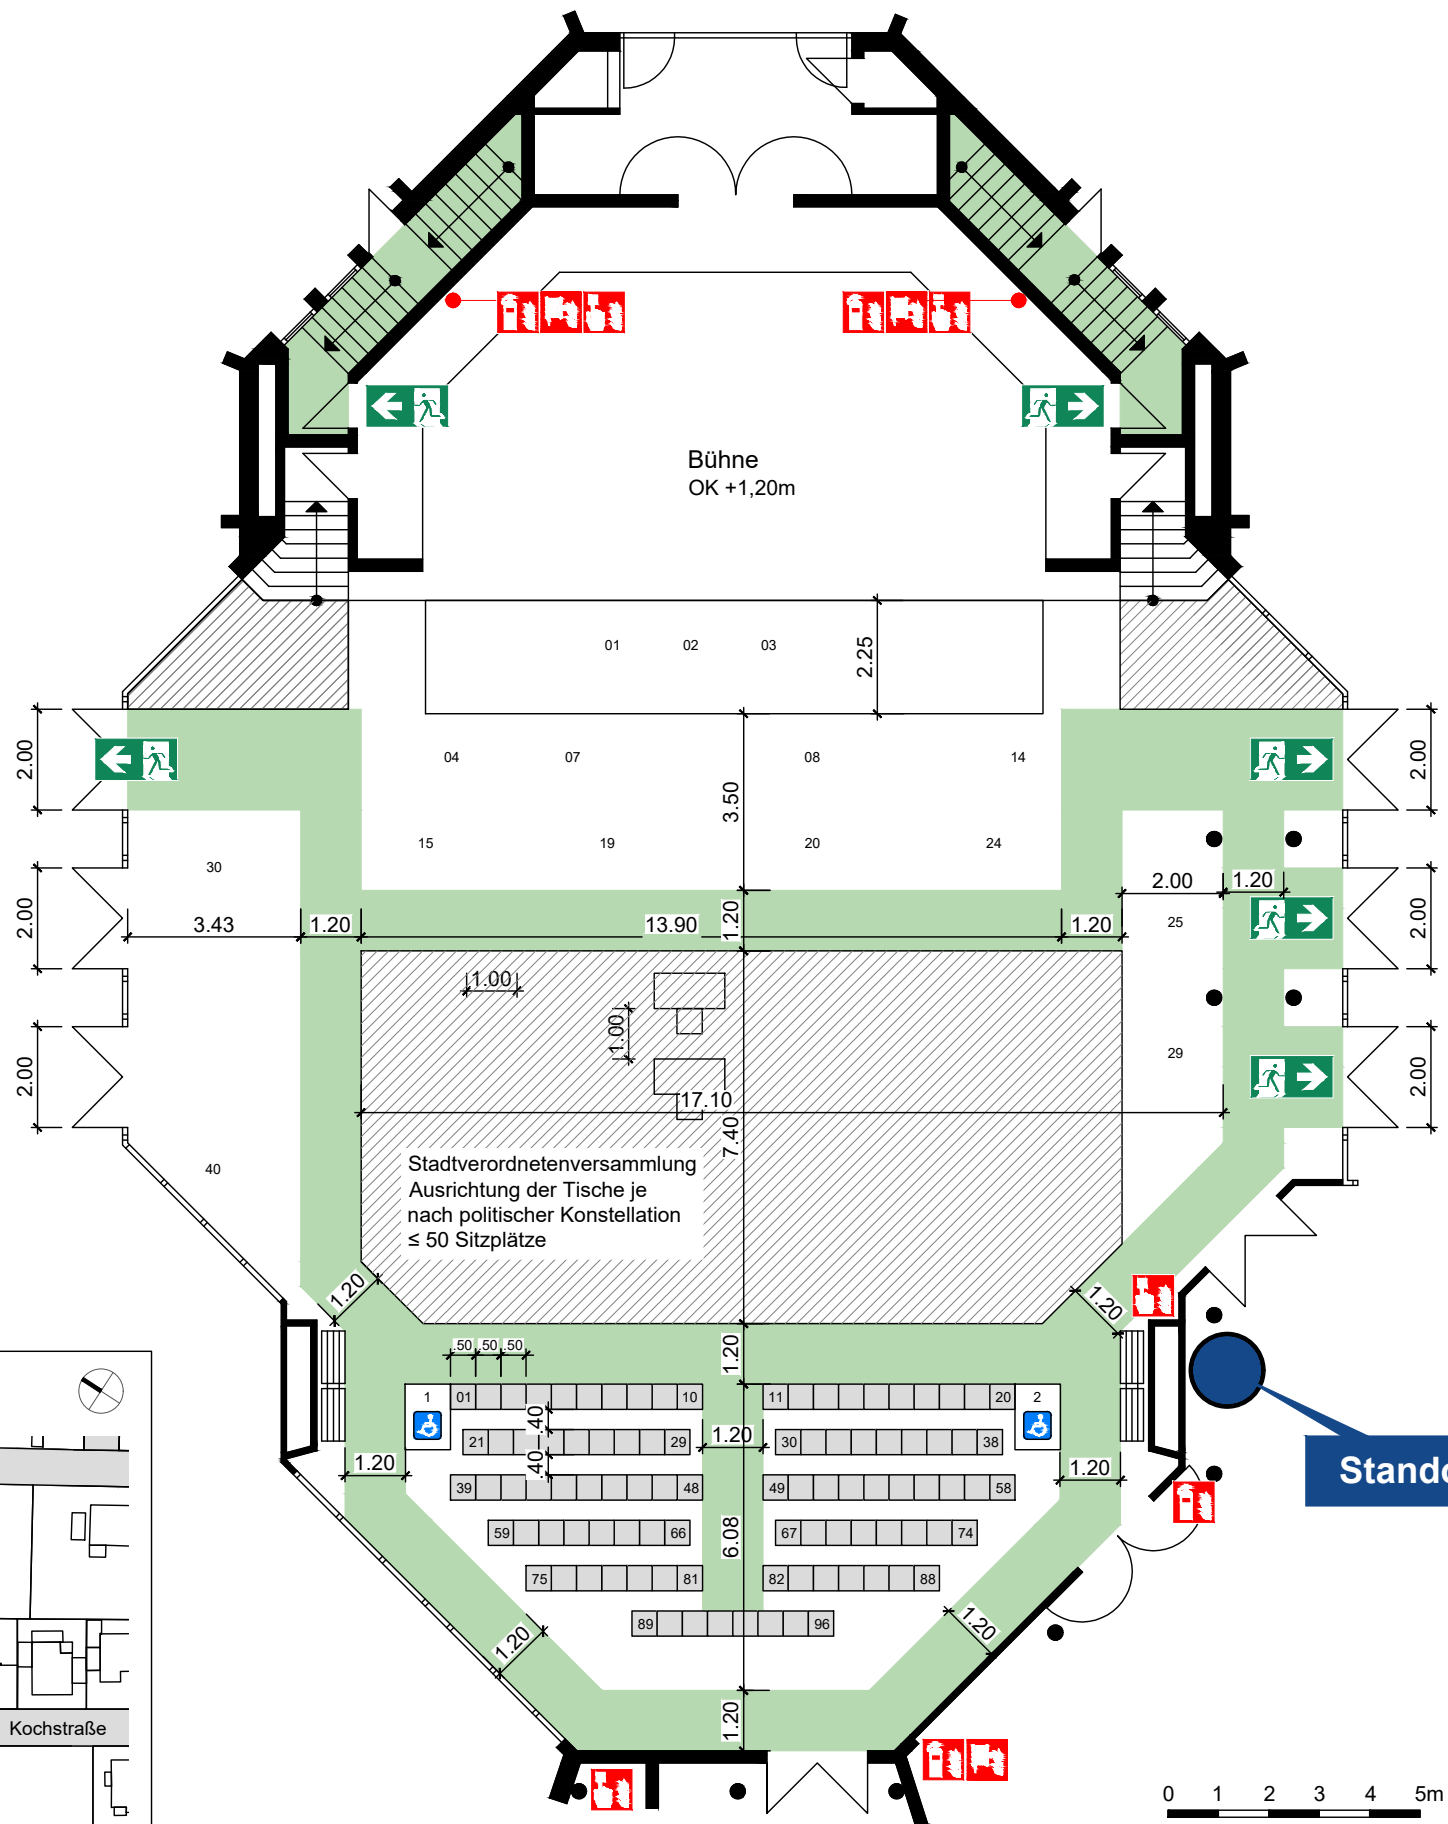 Bühne
OK +1,20m
01 02 03
2.25
2.00
2.00
04 07 08 14
3.50
15 19 20 24
30
2.00 1.20
2.00
2.00
3.43 1.20 13.90 1.20 1.20
25
1.00
1.00
2.00
2.00
29
17.10
7.40
Stadtverordnetenversammlung
Ausrichtung der Tische je
nach politischer Konstellation
≤ 50 Sitzplätze
40
1.20
1.20
1.20
.50 .50 .50
1 01 10 11 20 2
.40
21 29 1.20 30 38
.40
1.20 1.20
39 48 49 58
59 66 67 74
6.08
75 81 82 88
89 96
1.20
1.20
1.20
Kochstraße
0 1 2 3 4 5m